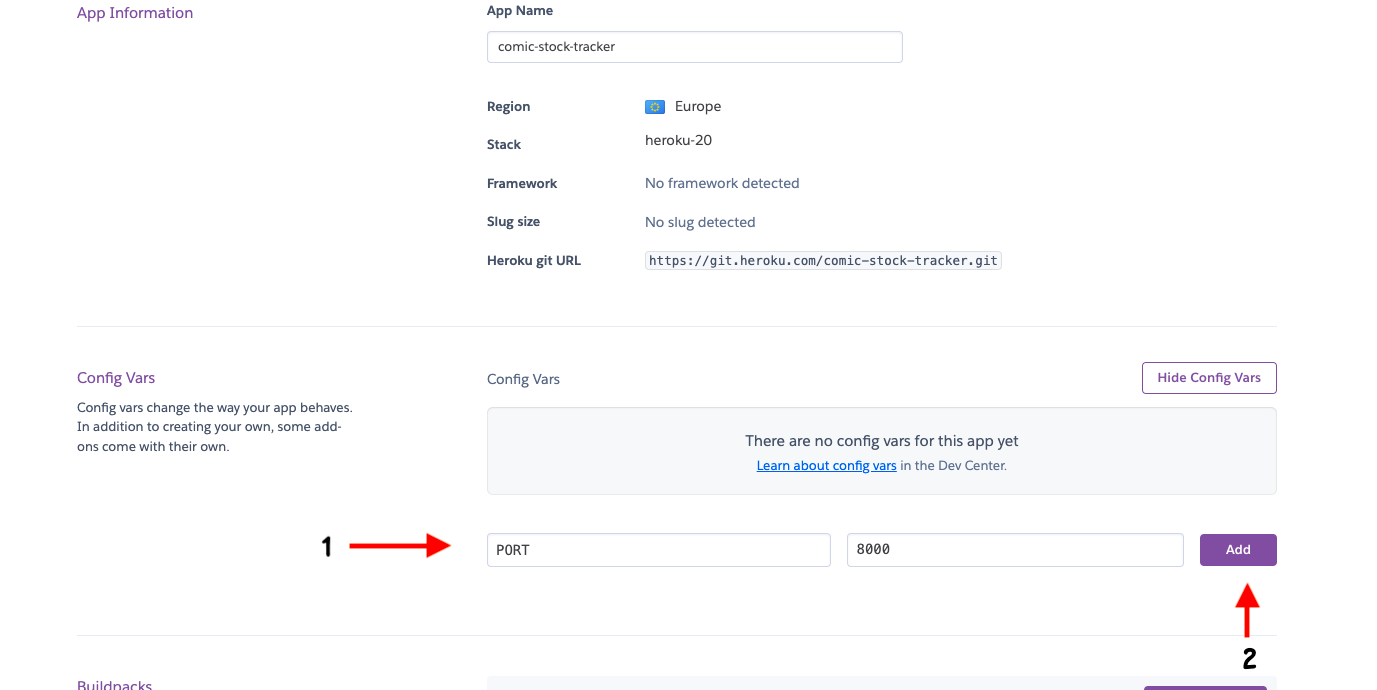 App Information
App Name
comic-stock-tracker
Region
Europe
Stack
heroku-20
Framework
No framework detected
Slug size
No slug detected
Heroku git URL
https://git.heroku.com/comic-stock-tracker.git
Config Vars
Config vars change the way your app behaves.
In addition to creating your own, some add-
ons come with their own.
Config Vars
Hide Config Vars
There are no config vars for this app yet
Learn about config vars in the Dev Center.
1
PORT
8000
Add
2
Buildpacks